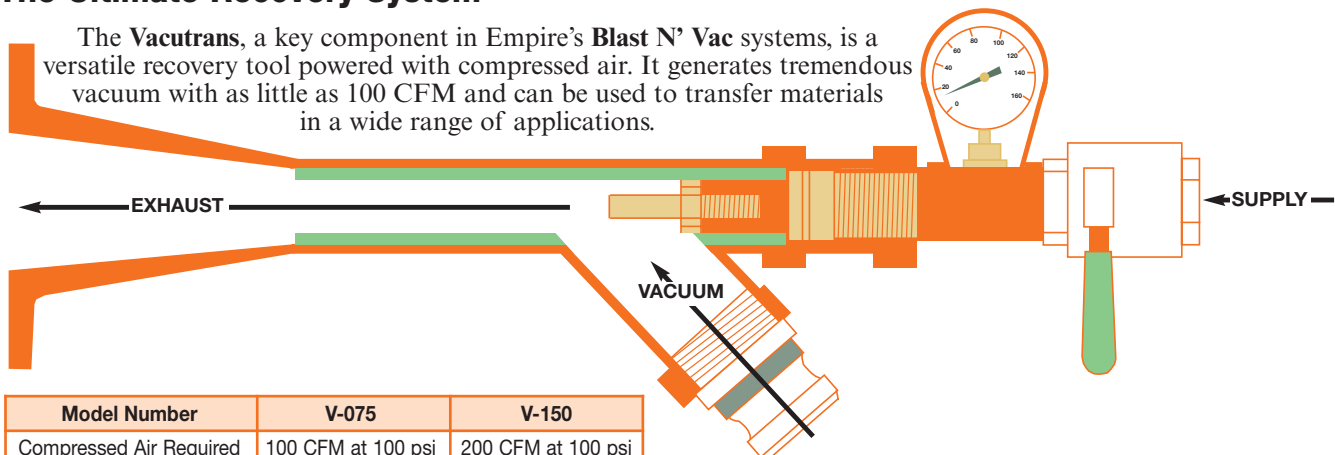 The Ultimate Recovery System
The Vacutrans, a key component in Empire's Blast N' Vac systems, is a
versatile recovery tool powered with compressed air. It generates tremendous
vacuum with as little as 100 CFM and can be used to transfer materials
in a wide range of applications.
0
20
40
60
80
100
120
140
160
EXHAUST
SUPPLY
VACUUM
Model Number V-075 V-150
Compressed Air Required 100 CFM at 100 psi 200 CFM at 100 psi